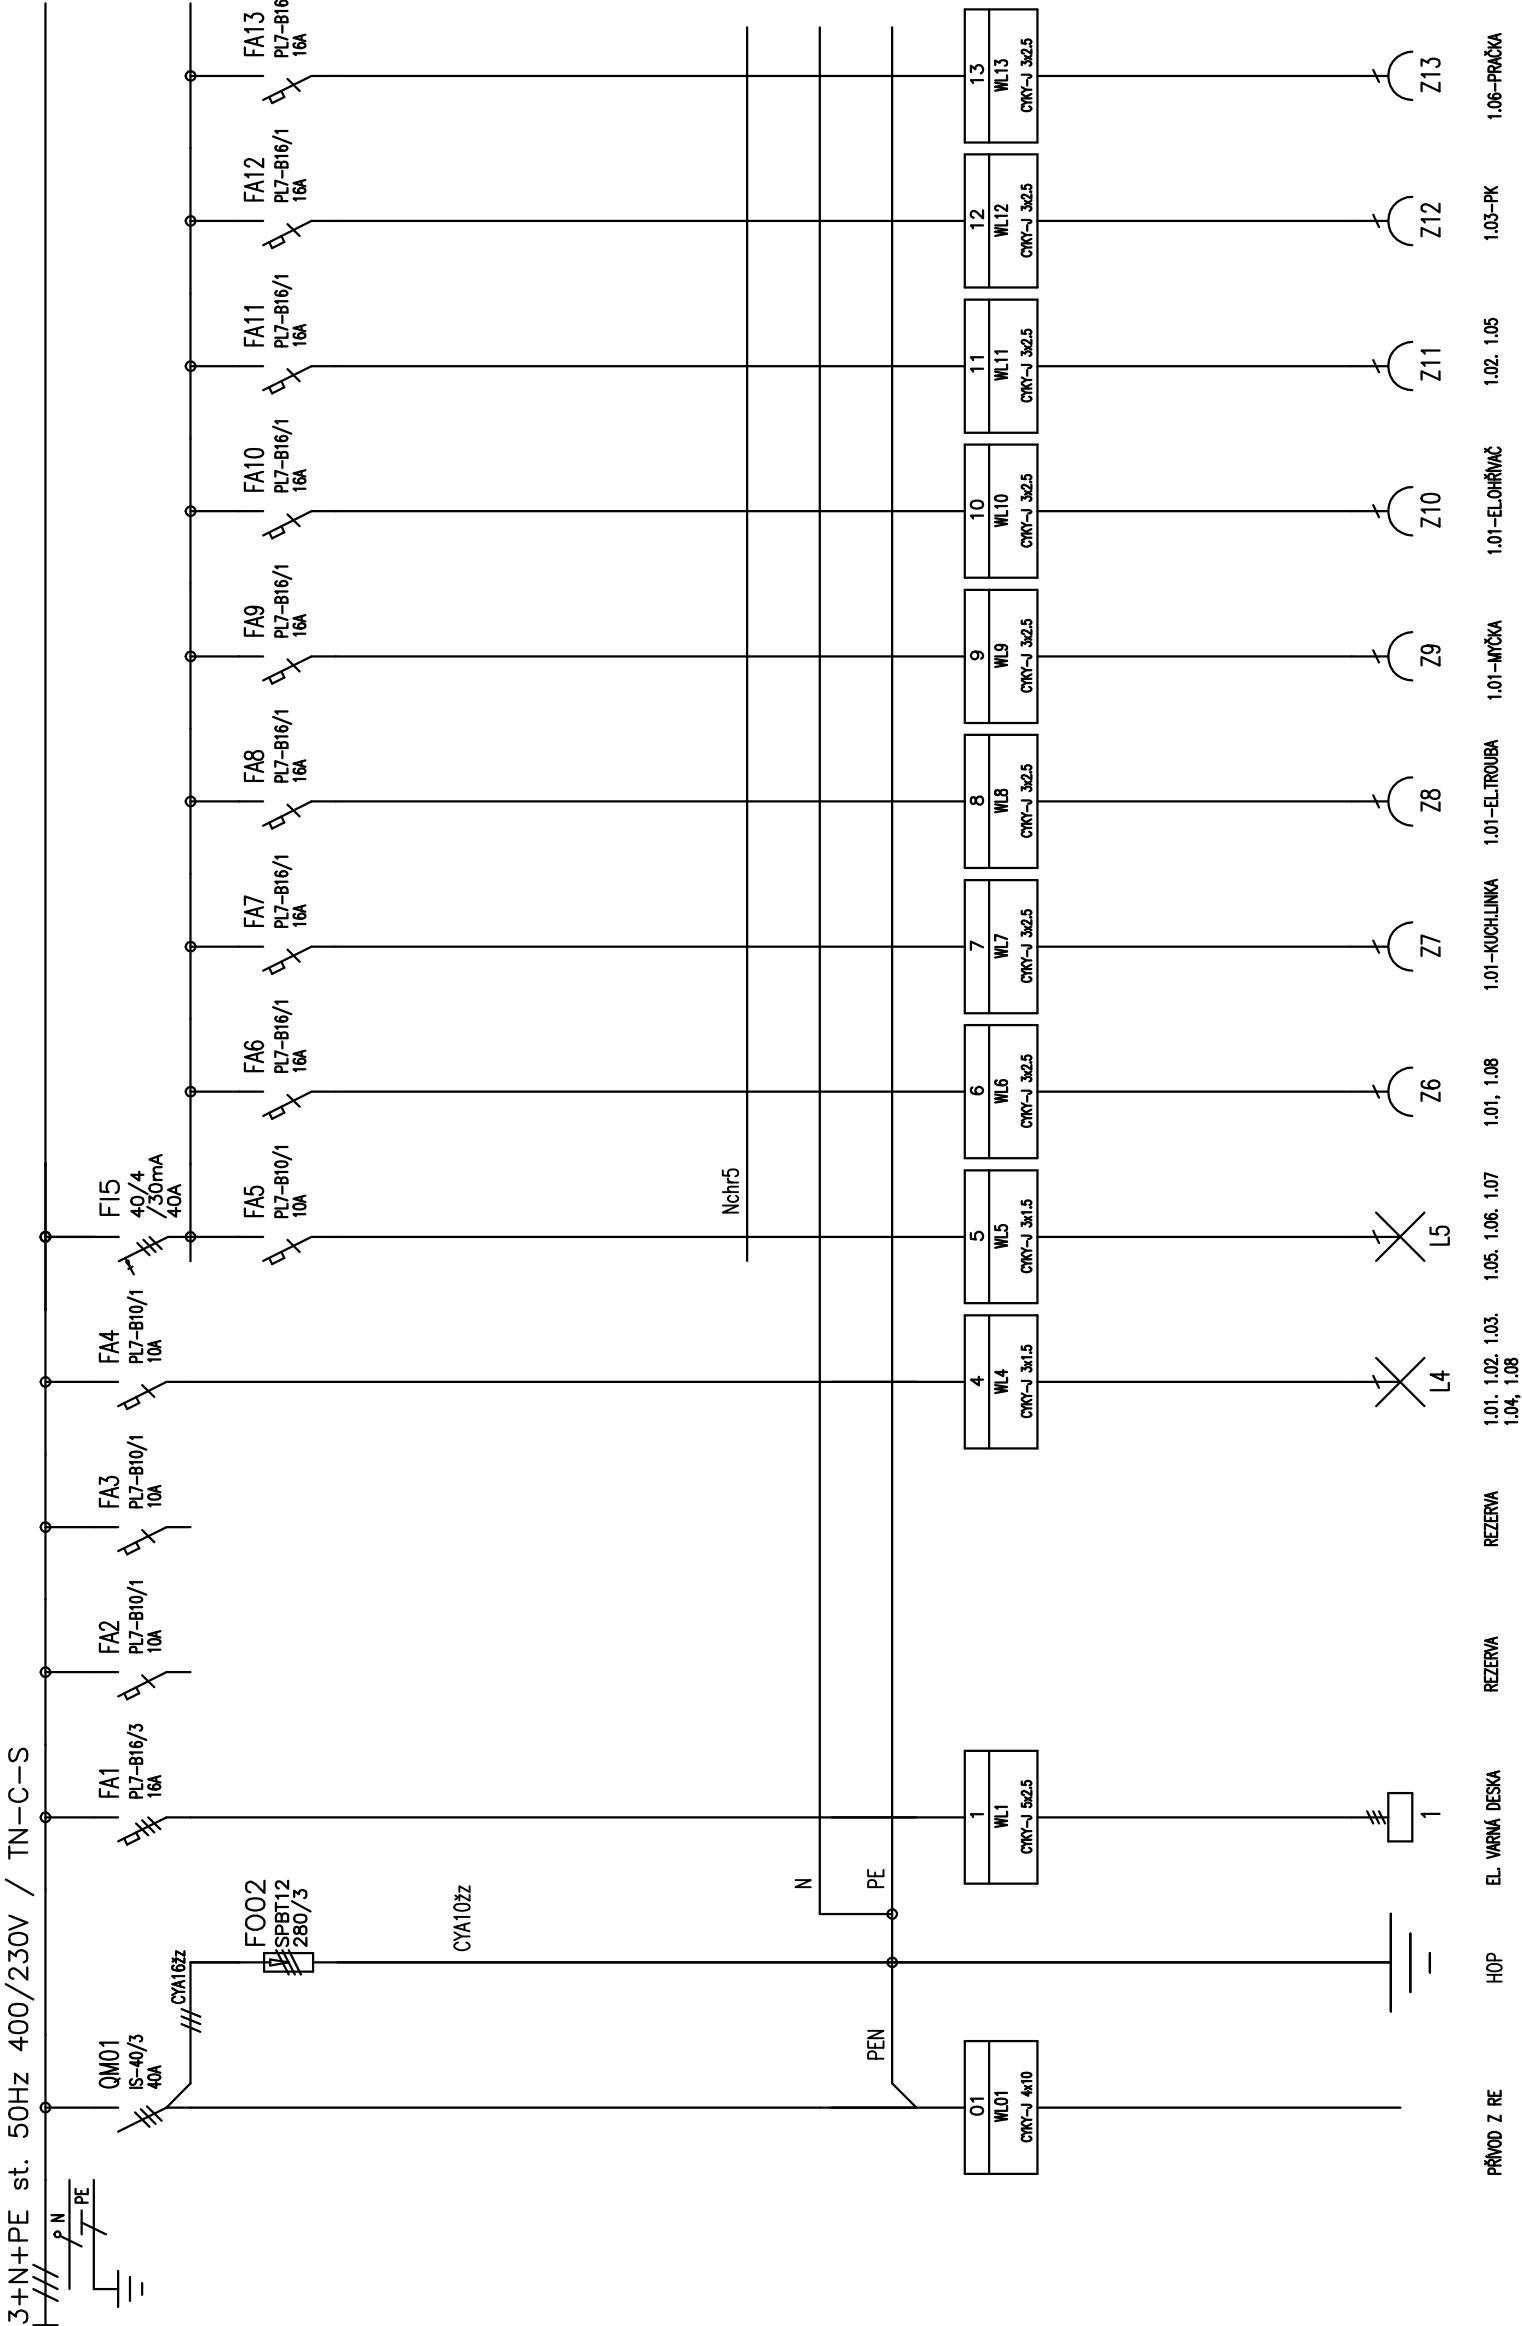 3+N+PE st. 50Hz 400/230V / TN-C-S
N
PE
QM01
IS-40/3
40A
CYA16žz
F002
SPBT12
280/3
CYA10žz
FA1
PL7-B16/3
16A
FA2
PL7-B10/1
10A
FA3
PL7-B10/1
10A
FA4
PL7-B10/1
10A
FI5
40/4
/30mA
40A
FA5
PL7-B10/1
10A
FA6
PL7-B16/1
16A
FA7
PL7-B16/1
16A
FA8
PL7-B16/1
16A
FA9
PL7-B16/1
16A
FA10
PL7-B16/1
16A
FA11
PL7-B16/1
16A
FA12
PL7-B16/1
16A
FA13
PL7-B16
16A
Nchr5
N
PE
PEN
01
WL01
CYKY-J 4x10
1
WL1
CYKY-J 5x2.5
4
WL4
CYKY-J 3x1.5
5
WL5
CYKY-J 3x1.5
6
WL6
CYKY-J 3x2.5
7
WL7
CYKY-J 3x2.5
8
WL8
CYKY-J 3x2.5
9
WL9
CYKY-J 3x2.5
10
WL10
CYKY-J 3x2.5
11
WL11
CYKY-J 3x2.5
12
WL12
CYKY-J 3x2.5
13
WL13
CYKY-J 3x2.5
1
L4
L5
Z6
Z7
Z8
Z9
Z10
Z11
Z12
Z13
PŘÍVOD Z RE
HOP
EL. VARNÁ DESKA
REZERVA
REZERVA
1.01. 1.02. 1.03.
1.04, 1.08
1.05. 1.06. 1.07
1.01, 1.08
1.01-KUCH.LINKA
1.01-EL.TROUBA
1.01-MYČKA
1.01-EL.OHŘÍVAČ
1.02. 1.05
1.03-PK
1.06-PRAČKA